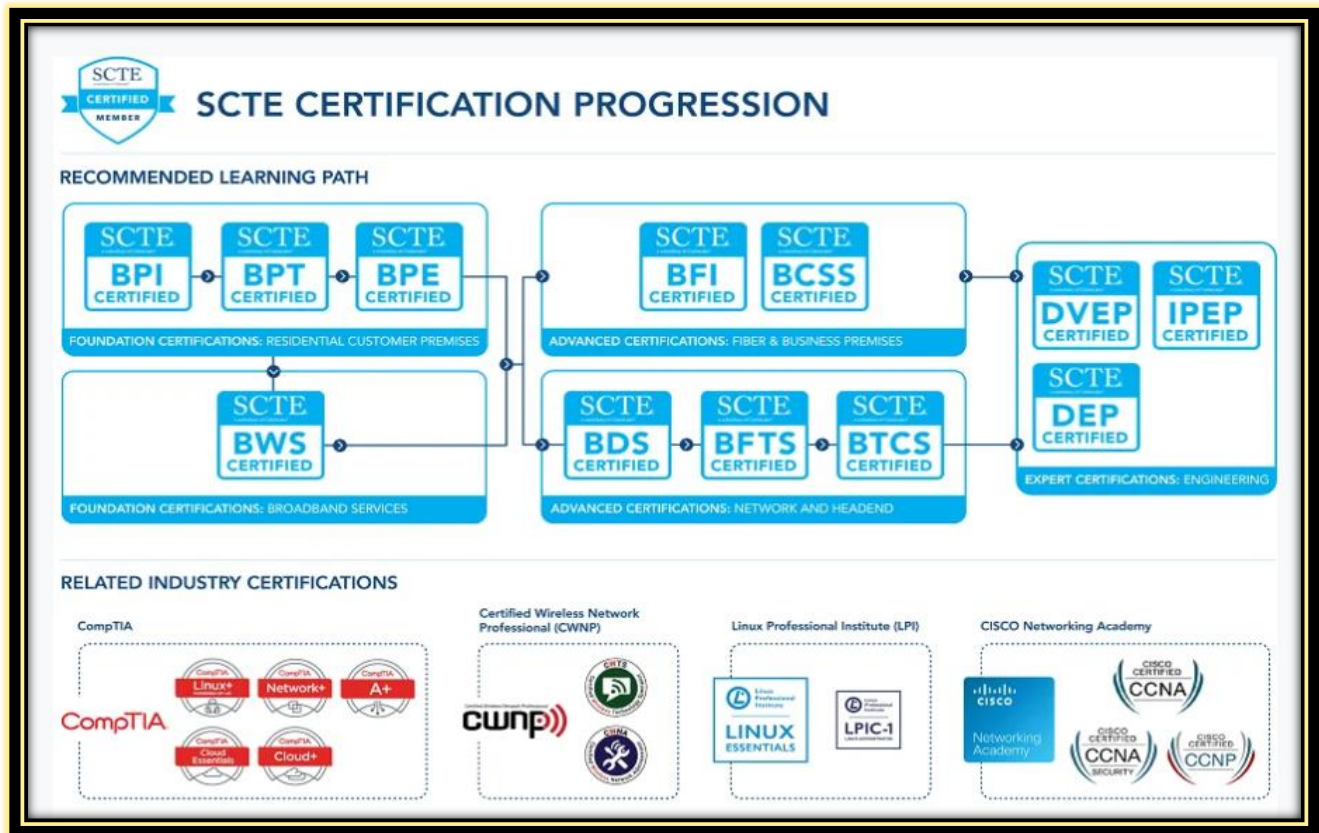 SCTE
CERTIFIED
MEMBER
SCTE CERTIFICATION PROGRESSION
RECOMMENDED LEARNING PATH
SCTE
BPI
CERTIFIED
SCTE
BPT
CERTIFIED
SCTE
BPE
CERTIFIED
FOUNDATION CERTIFICATIONS: RESIDENTIAL CUSTOMER PREMISES
SCTE
BWS
CERTIFIED
FOUNDATION CERTIFICATIONS: BROADBAND SERVICES
SCTE
BFI
CERTIFIED
SCTE
BCSS
CERTIFIED
ADVANCED CERTIFICATIONS: FIBER & BUSINESS PREMISES
SCTE
BDS
CERTIFIED
SCTE
BFTS
CERTIFIED
SCTE
BTCS
CERTIFIED
ADVANCED CERTIFICATIONS: NETWORK AND HEADEND
SCTE
DVEP
CERTIFIED
SCTE
IPEP
CERTIFIED
SCTE
DEP
CERTIFIED
EXPERT CERTIFICATIONS: ENGINEERING
RELATED INDUSTRY CERTIFICATIONS
CompTIA
CompTIA
CompTIA
Linux+
CompTIA
Network+
CompTIA
A+
CompTIA
Cloud
Essentials
CompTIA
Cloud+
Certified Wireless Network
Professional (CWNP)
cwnp
CWTS
CWNA
Linux Professional Institute (LPI)
Linux
Professional
Institute
LINUX
ESSENTIALS
Linux
Professional
Institute
LPIC-1
CISCO Networking Academy
CISCO
Networking
Academy
CISCO
CERTIFIED
CCNA
CISCO
CERTIFIED
CCNA
SECURITY
CISCO
CERTIFIED
CCNP